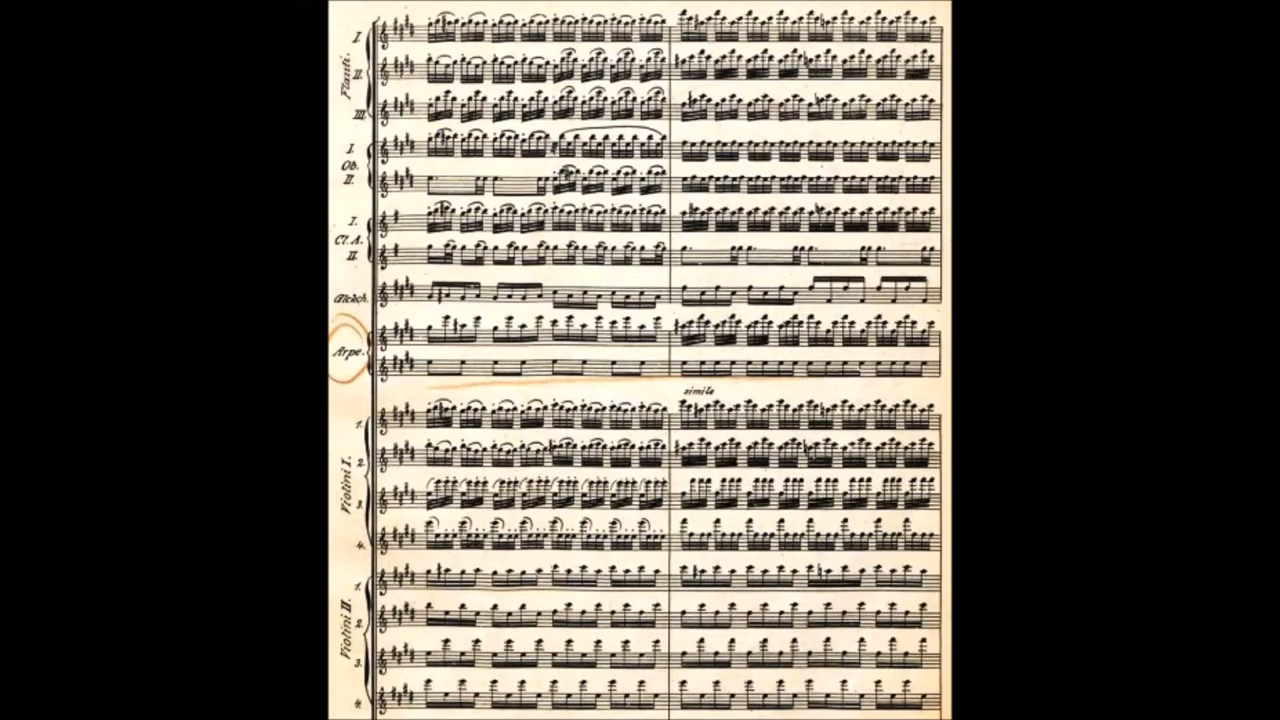 Flauti.
I
II.
III.
Ob.
I.
II.
Cl. A.
I.
II.
Arpe.
simile
Violini I.
1.
2.
3.
4.
Violini II.
1.
2.
3.
4.